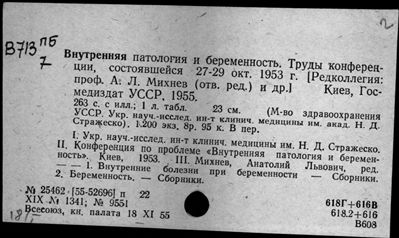 2
В713 пб
7
Внутренняя патология и беременность. Труды конферен-
ции, состоявшейся 27-29 окт. 1953 г. [Редколлегия:
проф. А. Л. Михнев (отв. ред.) и др.] Киев, Гос-
медиздат УССР, 1955.
263 с. с илл.; 1 л. табл. 23 см. (М-во здравоохранения
УССР. Укр. науч.-исслед. ин-т клинич. медицины им. акад. Н. Д.
Стражеско). 1.200 экз. 8р. 95 к. В пер.
I. Укр. науч.-исслед. ин-т клинич. медицины им. Н. Д. Стражеско.
II. Конференция по проблеме «Внутренняя патология и беремен-
ность». Киев, 1953. — III. Михнев, Анатолий Львович, ред.
— — 1. Внутренние болезни при беременности — Сборники.
2. Беременность. — Сборники.
№ 25462 [55-52696] п 22
618Г+616В
XIX № 1341; № 9551
618.2+616
Всесоюз. кн. палата 18 XI 55
В608